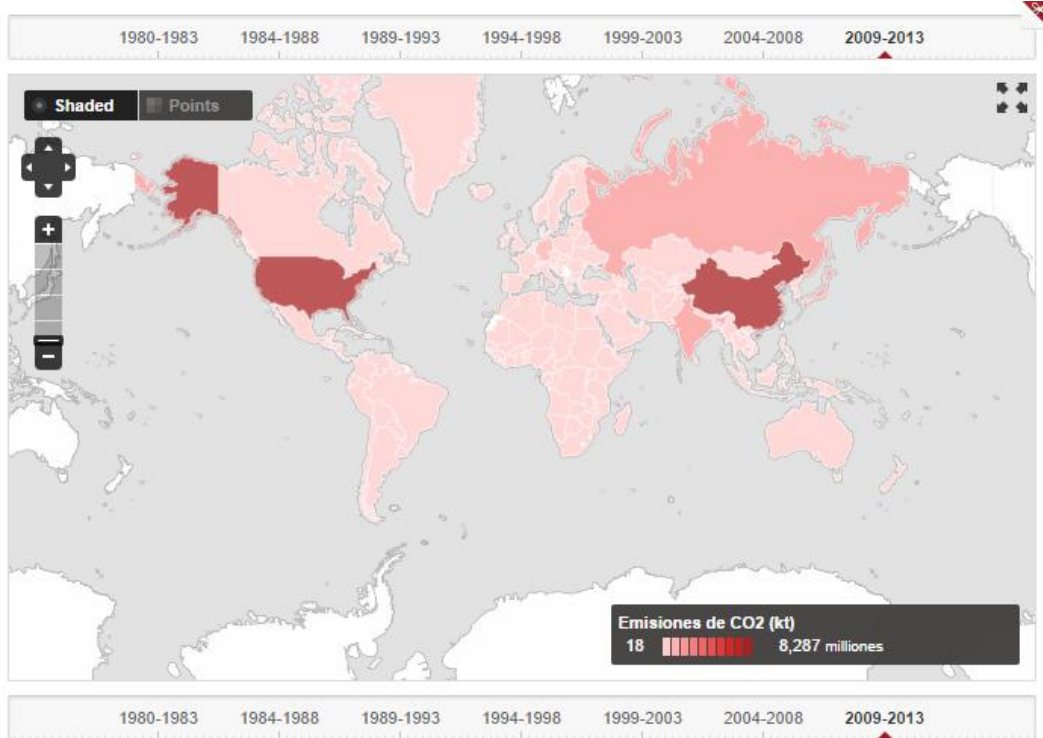 1980-1983 1984-1988 1989-1993 1994-1998 1999-2003 2004-2008 2009-2013
Shaded Points
+
−
Emisiones de CO2 (kt)
18 8,287 milliones
1980-1983 1984-1988 1989-1993 1994-1998 1999-2003 2004-2008 2009-2013